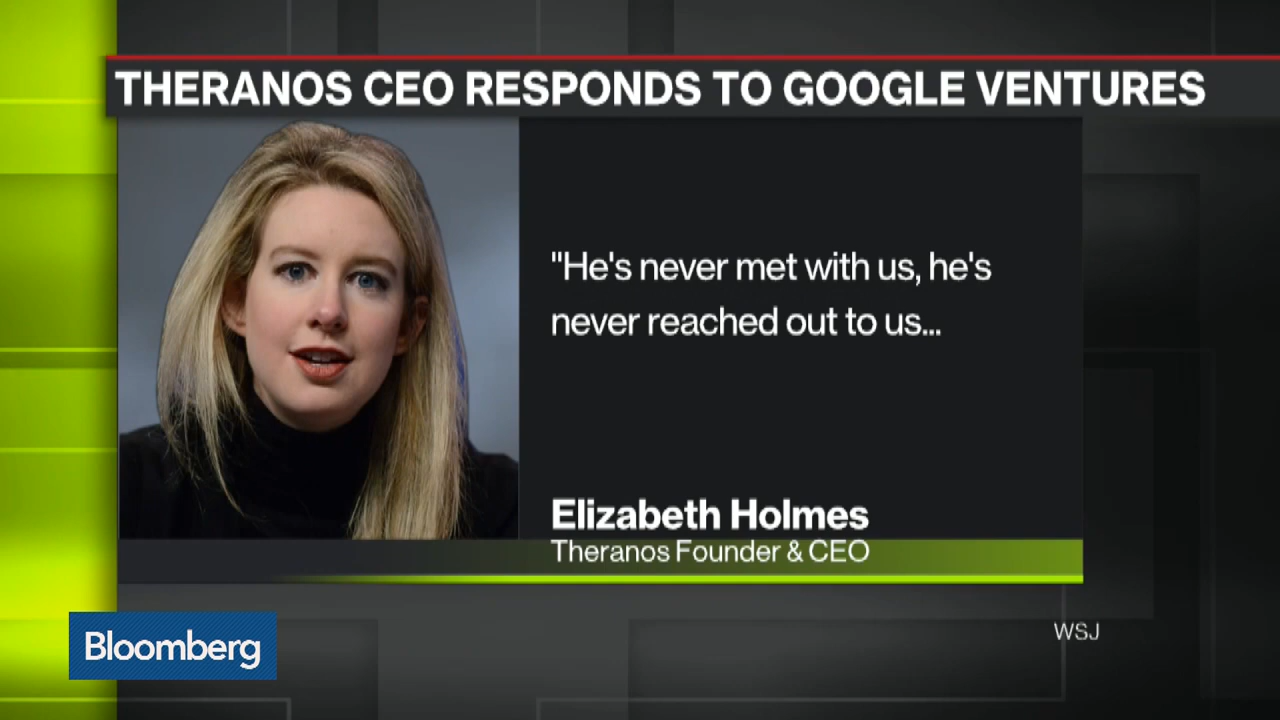 THERANOS CEO RESPONDS TO GOOGLE VENTURES
"He's never met with us, he's
never reached out to us...
Elizabeth Holmes
Theranos Founder & CEO
Bloomberg
WSJ